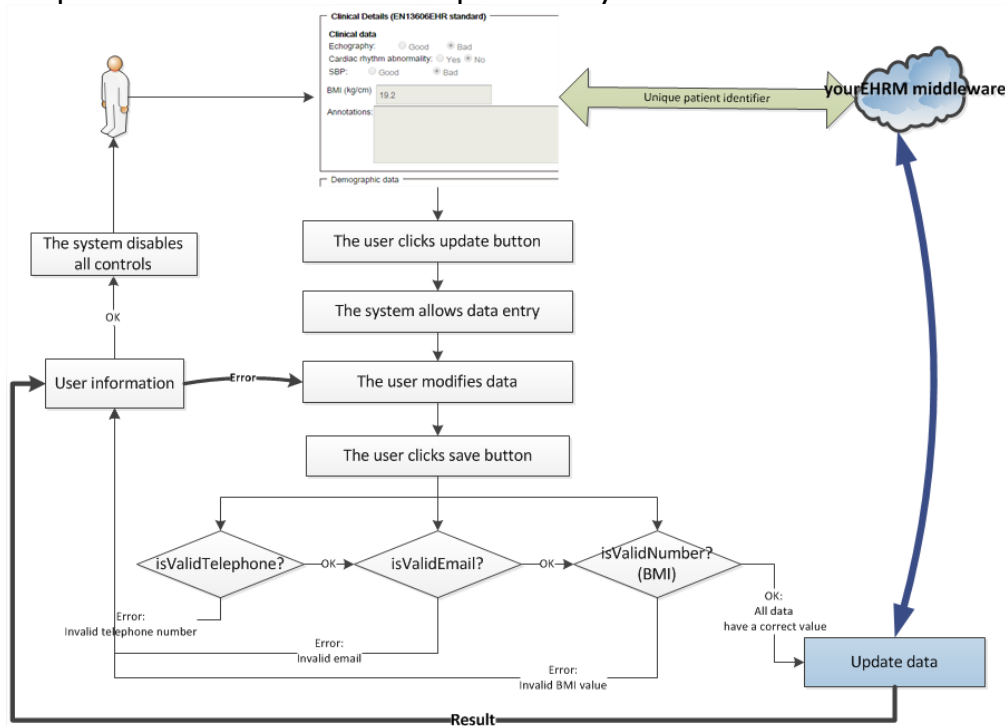 Clinical Details (EN13606EHR standard)
Clinical data
Echography: Good Bad
Cardiac rhythm abnormality: Yes No
SBP: Good Bad
BMI (kg/cm) 19.2
Annotations:
Demographic data
Unique patient identifier
yourEHRM middleware
The user clicks update button
The system disables
all controls
The system allows data entry
OK
User information
Error
The user modifies data
The user clicks save button
isValidTelephone?
OK
isValidEmail?
OK
isValidNumber?
(BMI)
OK:
All data
have a correct value
Error:
Invalid telephone number
Error:
Invalid email
Error:
Invalid BMI value
Update data
Result